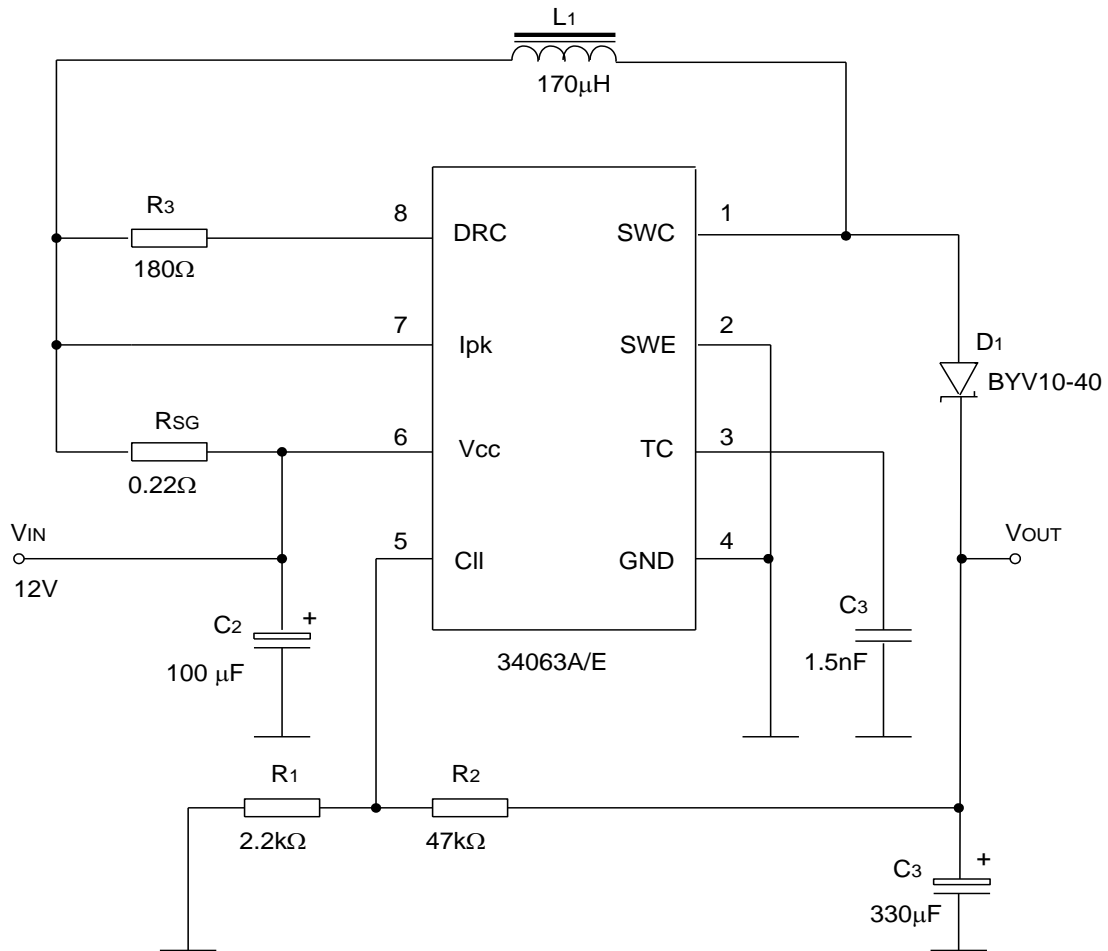 L1
170µH
R3
8
DRC
SWC
1
180Ω
7
Ipk
SWE
2
D1
BYV10-40
RSG
6
Vcc
TC
3
0.22Ω
VIN
5
CII
GND
4
VOUT
12V
C2
+
C3
100 µF
34063A/E
1.5nF
R1
R2
2.2kΩ
47kΩ
C3
+
330µF